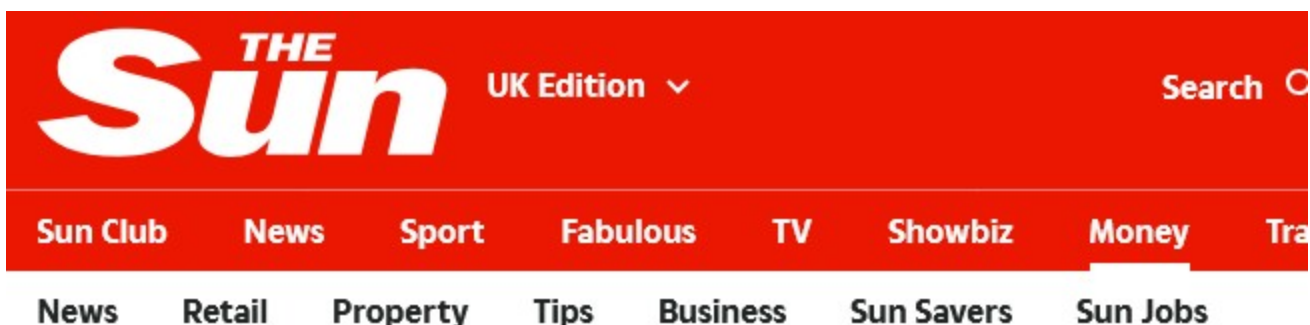 THE
Sun
UK Edition
Search
Sun Club News Sport Fabulous TV Showbiz Money
News Retail Property Tips Business Sun Savers Sun Jobs